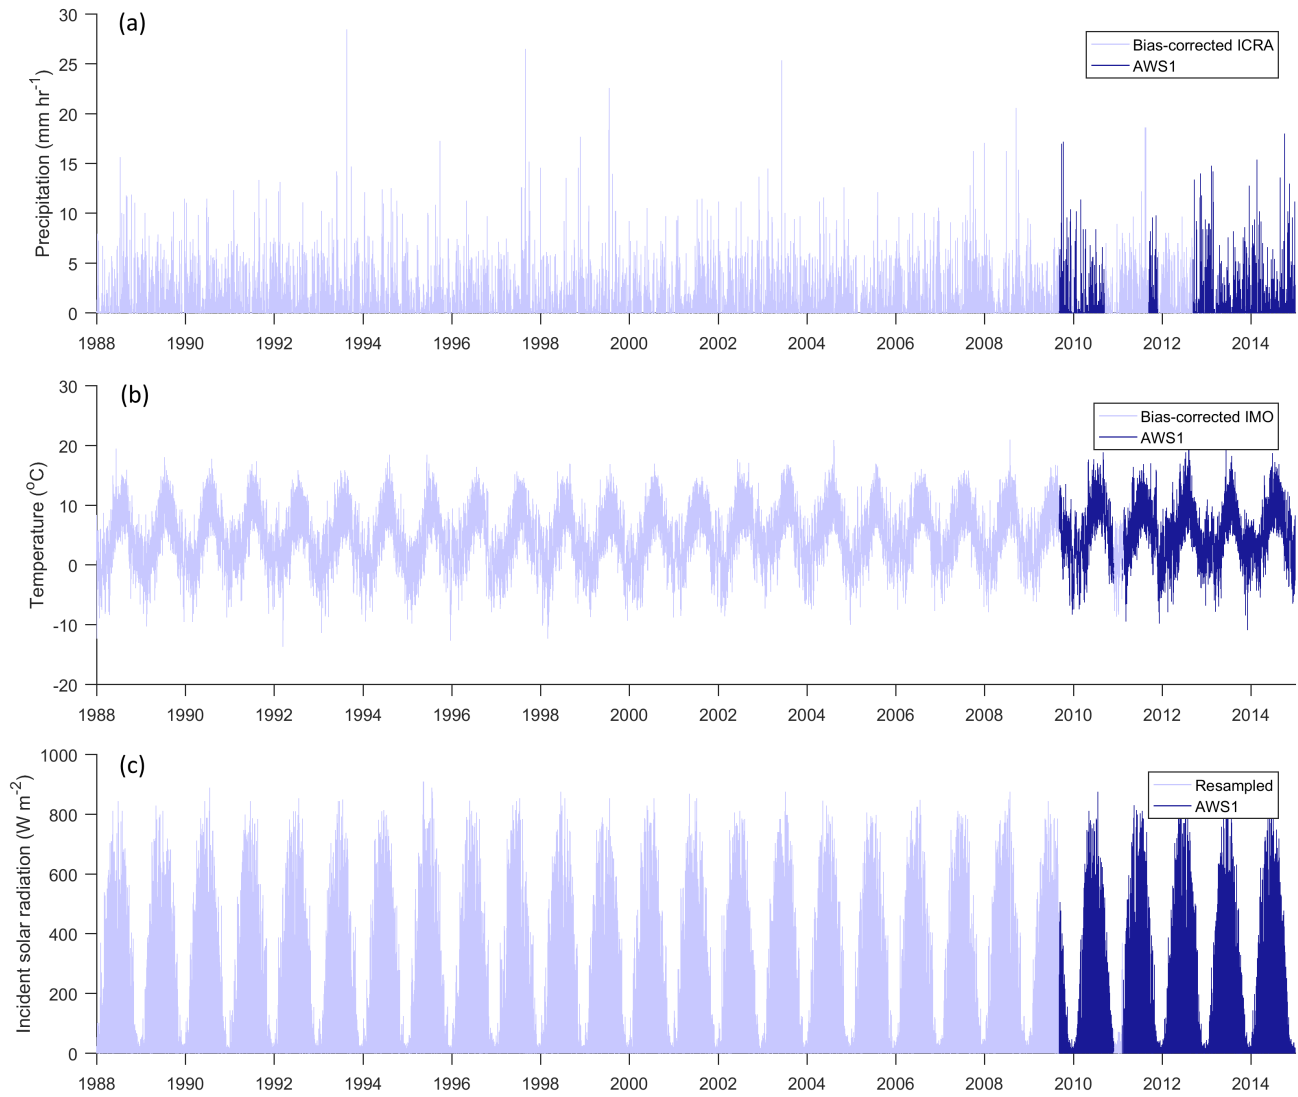 (a)
Bias-corrected ICRA
AWS1
Precipitation (mm hr⁻¹)
30
25
20
15
10
5
0
1988 1990 1992 1994 1996 1998 2000 2002 2004 2006 2008 2010 2012 2014
(b)
Bias-corrected IMO
AWS1
Temperature (°C)
30
20
10
0
-10
-20
1988 1990 1992 1994 1996 1998 2000 2002 2004 2006 2008 2010 2012 2014
(c)
Resampled
AWS1
Incident solar radiation (W m⁻²)
1000
800
600
400
200
0
1988 1990 1992 1994 1996 1998 2000 2002 2004 2006 2008 2010 2012 2014